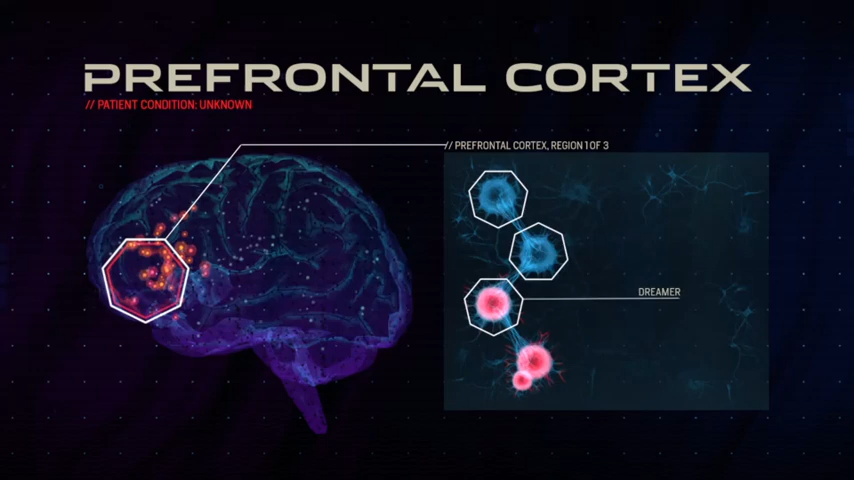 PREFRONTAL CORTEX
// PATIENT CONDITION: UNKNOWN
// PREFRONTAL CORTEX, REGION 1 OF 3
DREAMER